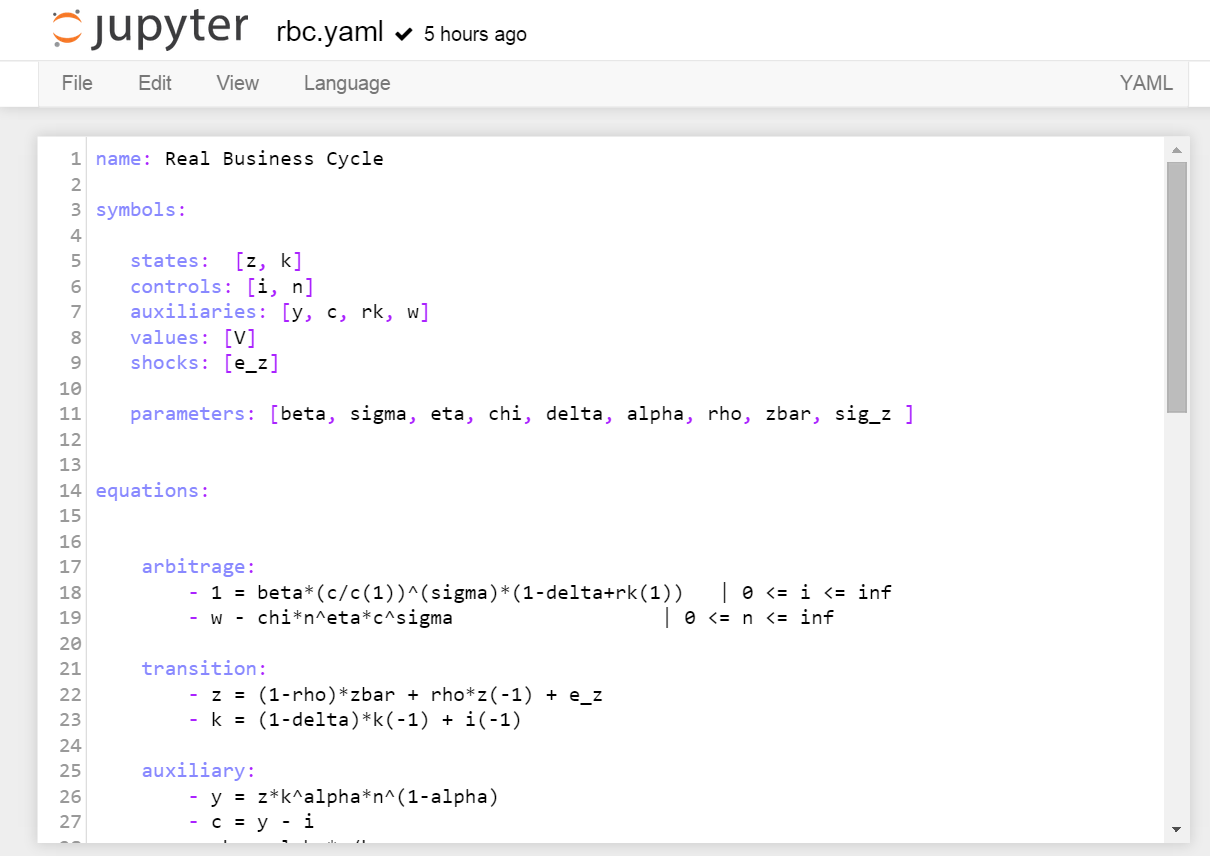 jupyter rbc.yaml ✔ 5 hours ago
File Edit View Language YAML
1 name: Real Business Cycle
2
3 symbols:
4
5    states:  [z, k]
6    controls: [i, n]
7    auxiliaries: [y, c, rk, w]
8    values: [V]
9    shocks: [e_z]
10
11    parameters: [beta, sigma, eta, chi, delta, alpha, rho, zbar, sig_z ]
12
13
14 equations:
15
16
17     arbitrage:
18         - 1 = beta*(c/c(1))^(sigma)*(1-delta+rk(1))   | 0 <= i <= inf
19         - w - chi*n^eta*c^sigma                  | 0 <= n <= inf
20
21     transition:
22         - z = (1-rho)*zbar + rho*z(-1) + e_z
23         - k = (1-delta)*k(-1) + i(-1)
24
25     auxiliary:
26         - y = z*k^alpha*n^(1-alpha)
27         - c = y - i